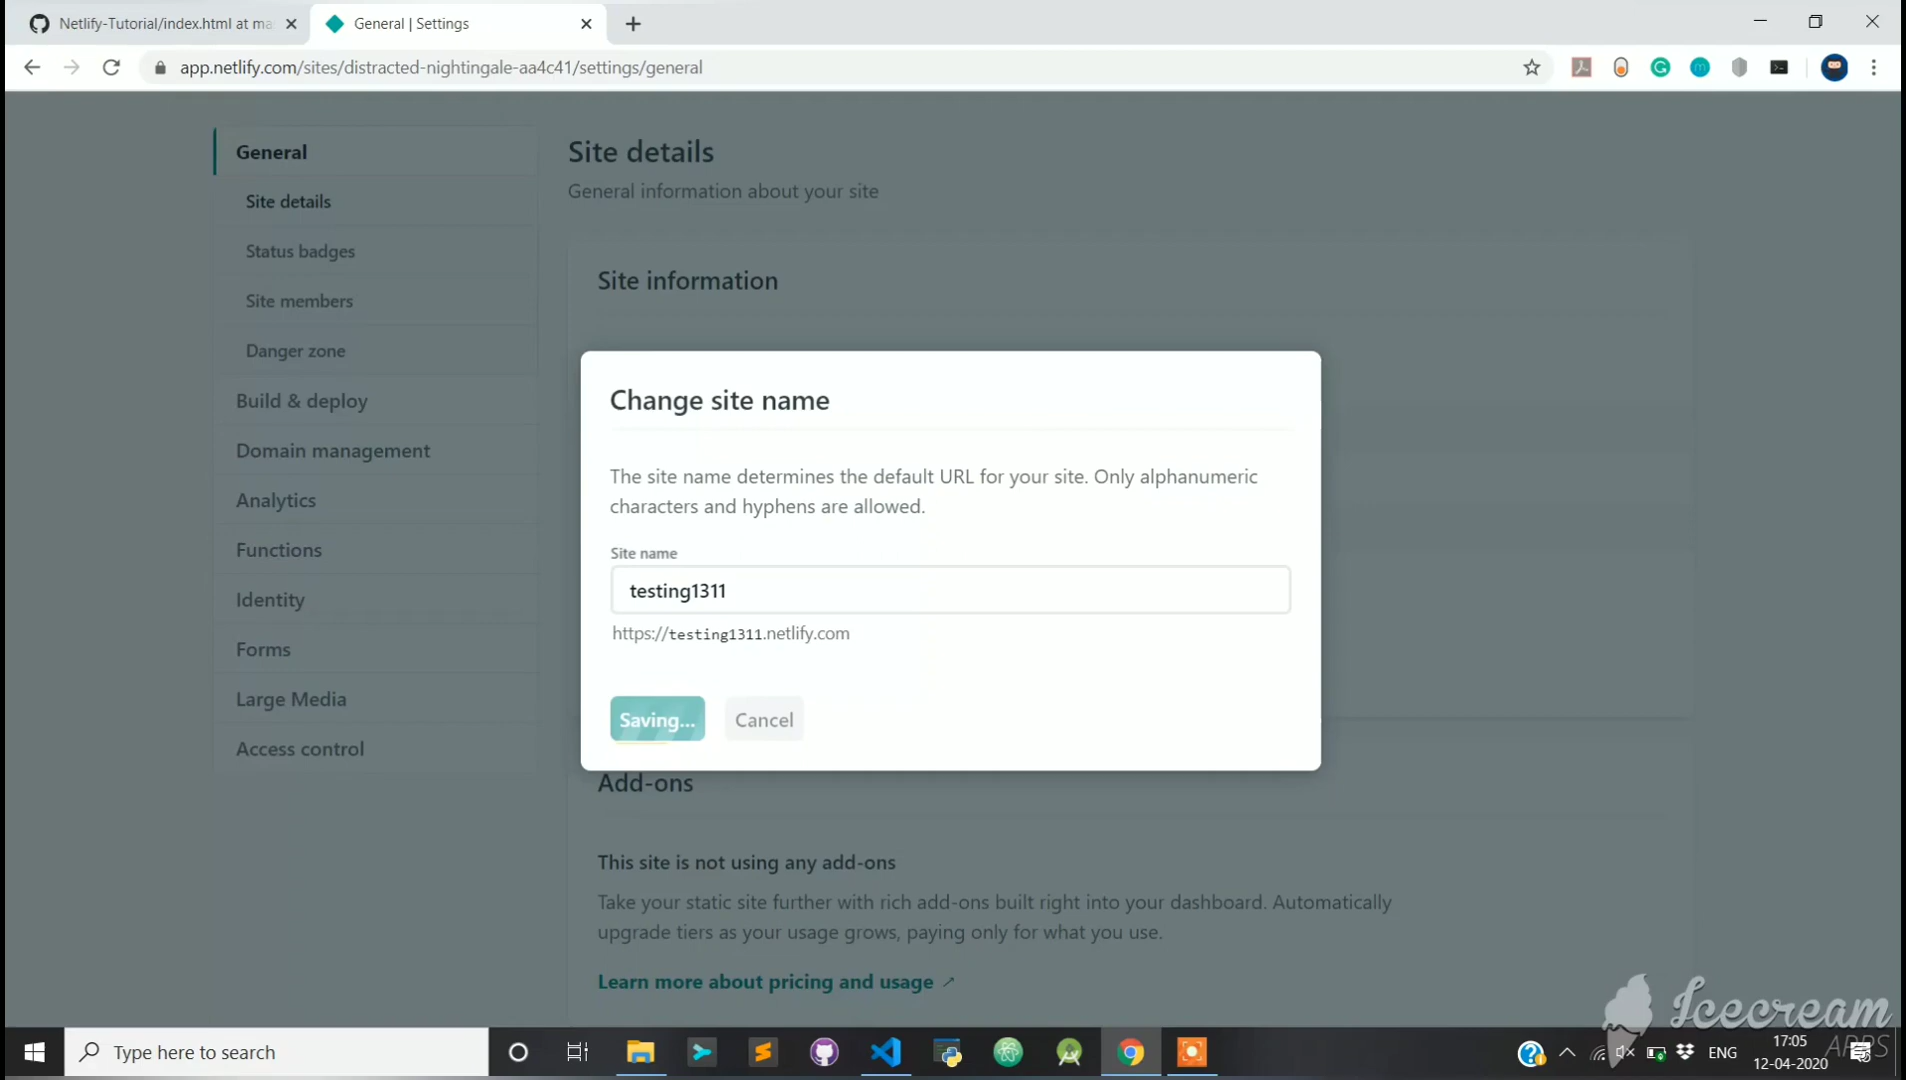 Netlify-Tutorial/index.html at ma
General | Settings
app.netlify.com/sites/distracted-nightingale-aa4c41/settings/general
General
Site details
Status badges
Site members
Danger zone
Build & deploy
Domain management
Analytics
Functions
Identity
Forms
Large Media
Access control
Site details
General information about your site
Site information
Change site name
The site name determines the default URL for your site. Only alphanumeric
characters and hyphens are allowed.
Site name
testing1311
https://testing1311.netlify.com
Saving...
Cancel
Add-ons
This site is not using any add-ons
Take your static site further with rich add-ons built right into your dashboard. Automatically
upgrade tiers as your usage grows, paying only for what you use.
Learn more about pricing and usage
Icecream
APPS
Type here to search
ENG
17:05
12-04-2020